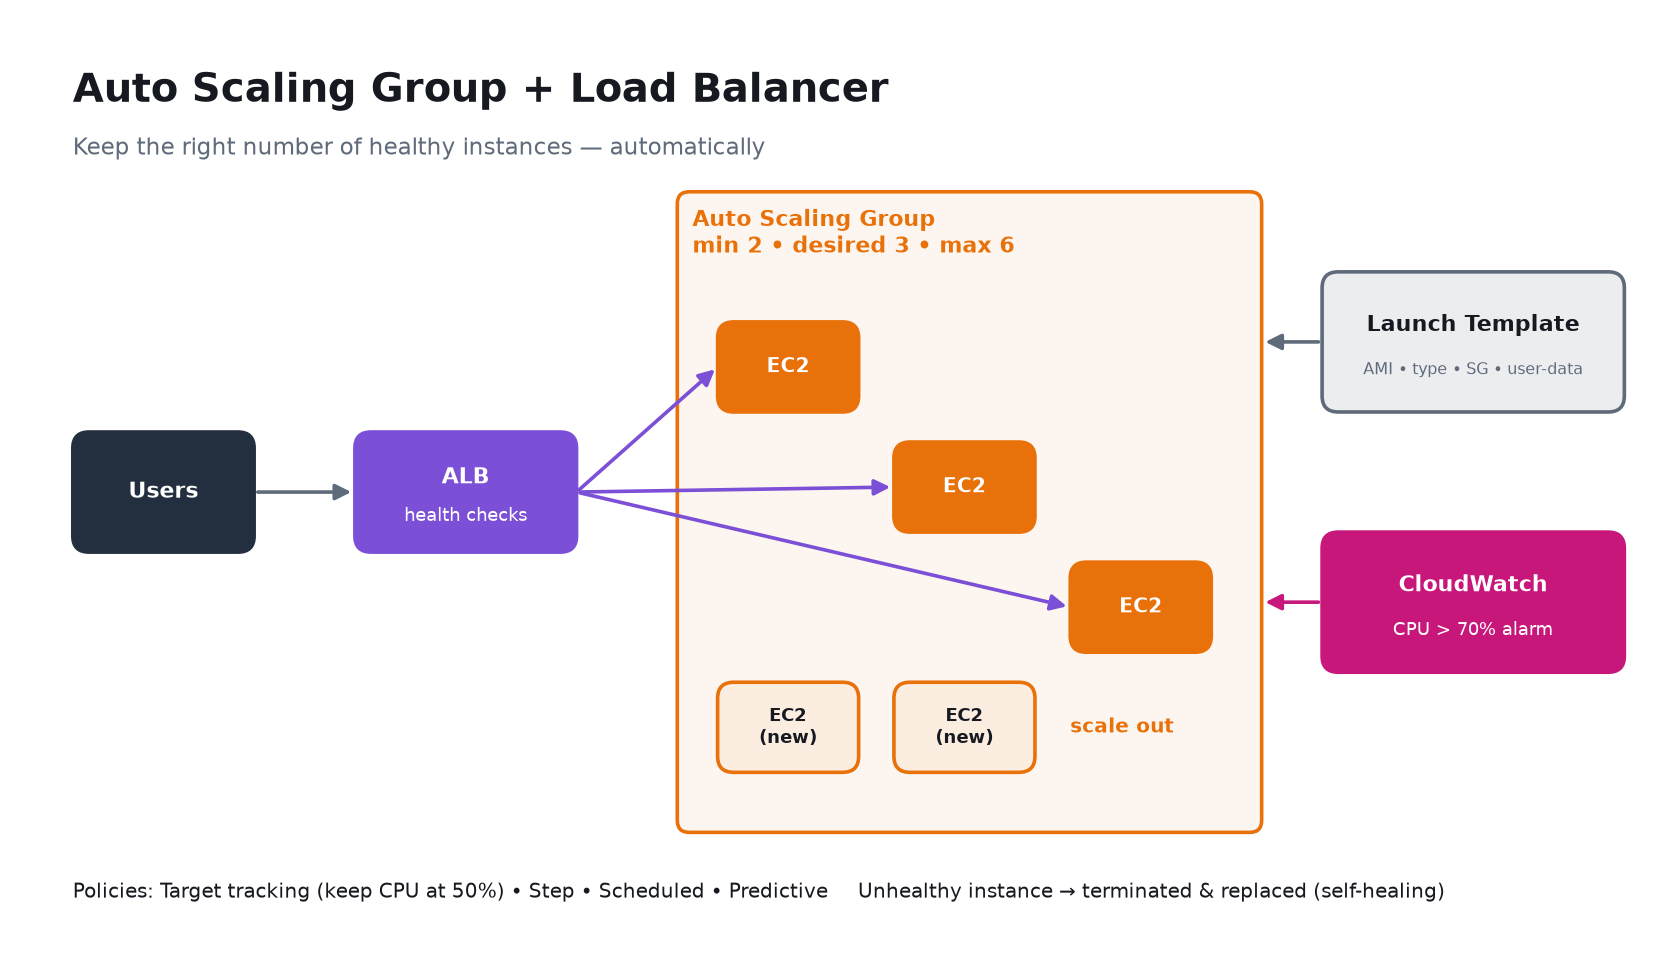 Auto Scaling Group + Load Balancer
Keep the right number of healthy instances — automatically
Auto Scaling Group
min 2 • desired 3 • max 6
EC2
EC2
EC2
EC2
(new)
EC2
(new)
scale out
Users
ALB
health checks
Launch Template
AMI • type • SG • user-data
CloudWatch
CPU > 70% alarm
Policies: Target tracking (keep CPU at 50%) • Step • Scheduled • Predictive Unhealthy instance → terminated & replaced (self-healing)